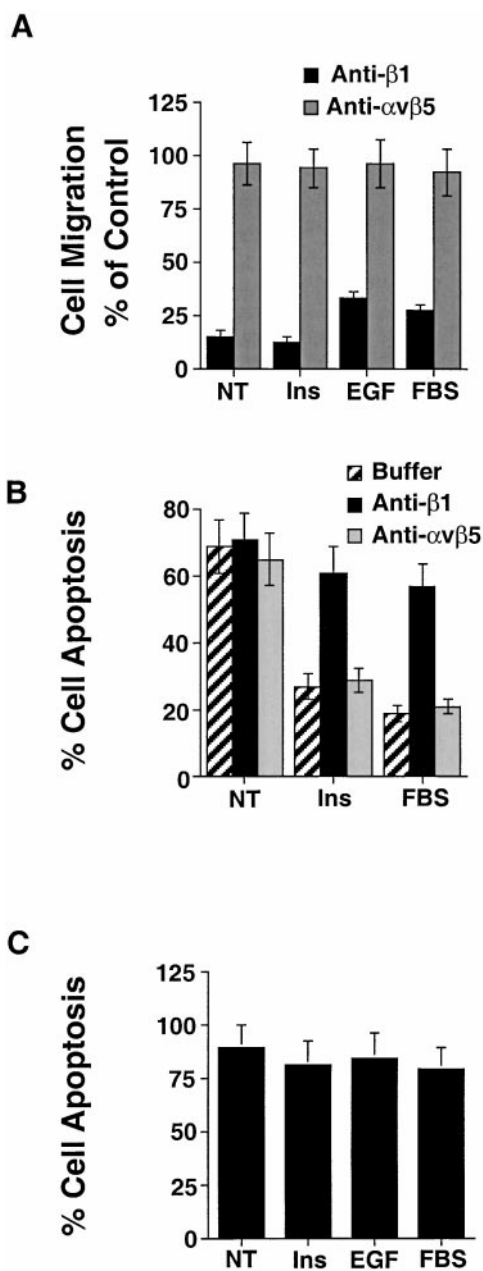 A
Anti-β1
Anti-αvβ5
Cell Migration
% of Control
125
100
75
50
25
0
NT Ins EGF FBS
B
Buffer
Anti-β1
Anti-αvβ5
% Cell Apoptosis
80
60
40
20
0
NT Ins FBS
C
% Cell Apoptosis
125
100
75
50
25
0
NT Ins EGF FBS